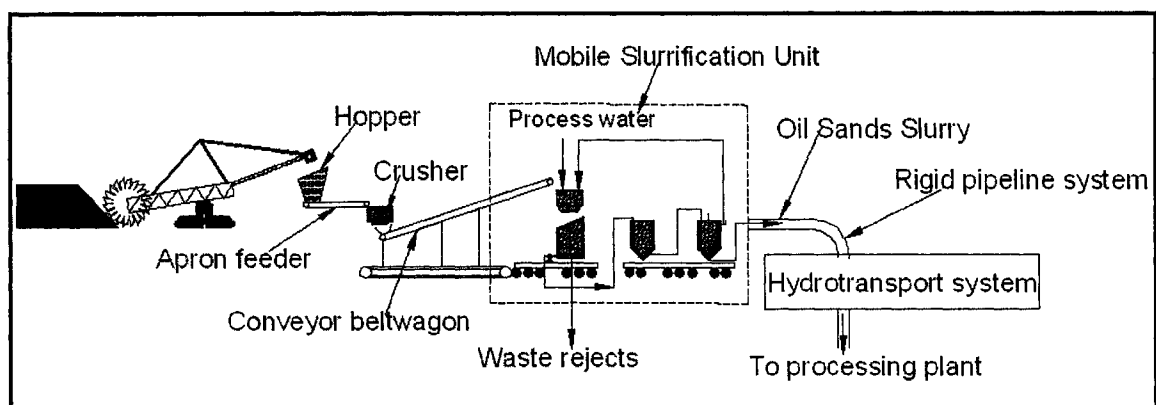 Mobile Slurrification Unit
Hopper
Process water
Oil Sands Slurry
Crusher
Rigid pipeline system
Apron feeder
Hydrotransport system
Conveyor beltwagon
Waste rejects
To processing plant